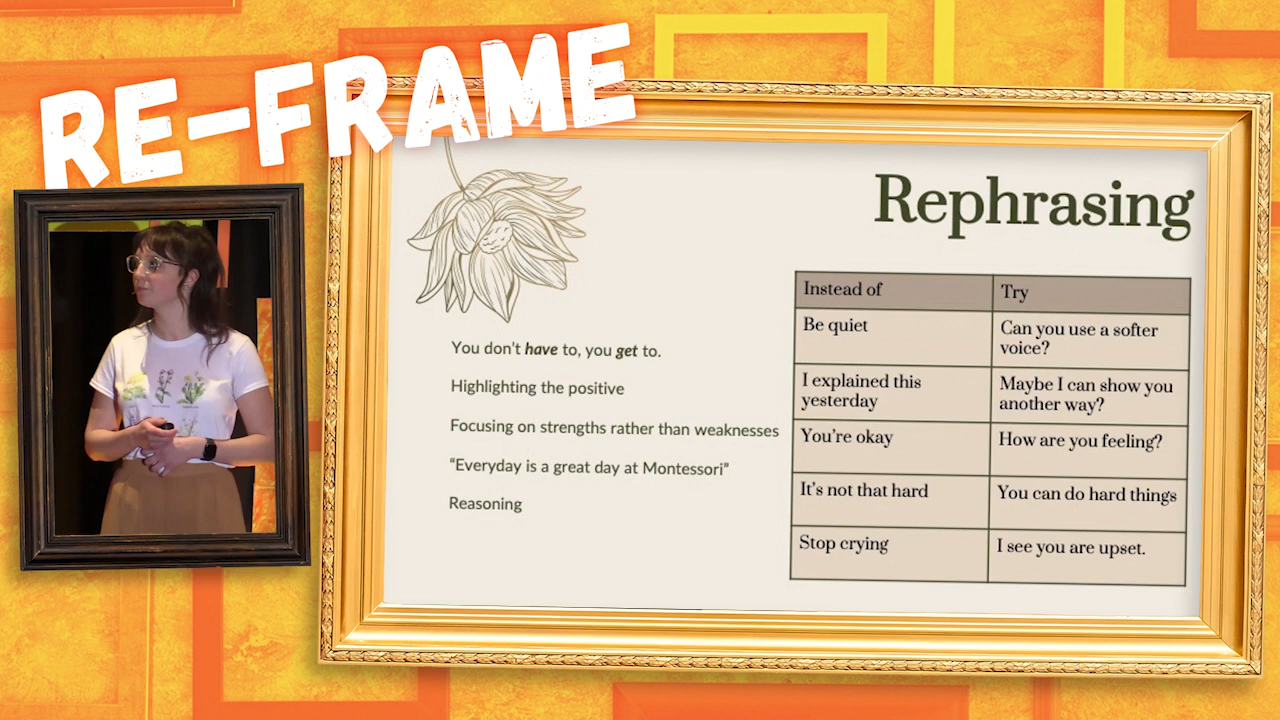 RE-FRAME
Rephrasing
You don't have to, you get to.
Highlighting the positive
Focusing on strengths rather than weaknesses
“Everyday is a great day at Montessori”
Reasoning
Instead of
Try
Be quiet
Can you use a softer
voice?
I explained this
yesterday
Maybe I can show you
another way?
You're okay
How are you feeling?
It's not that hard
You can do hard things
Stop crying
I see you are upset.